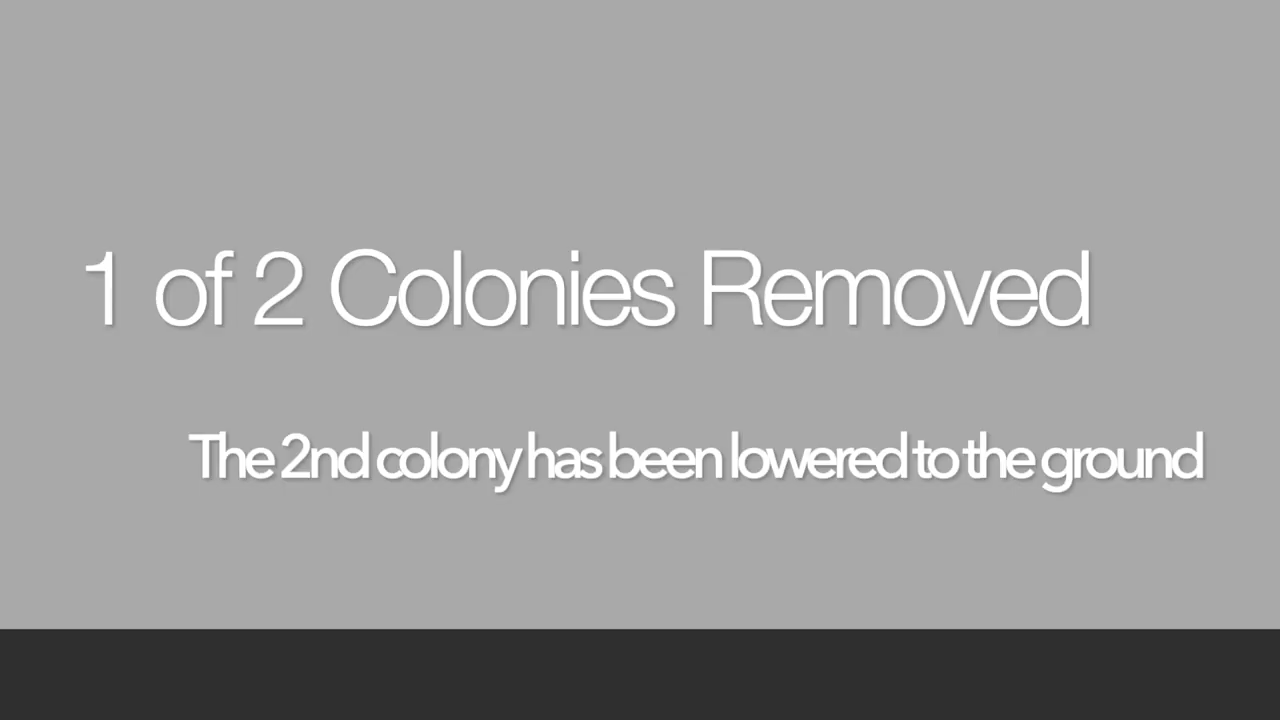 1 of 2 Colonies Removed
The 2nd colony has been lowered to the ground